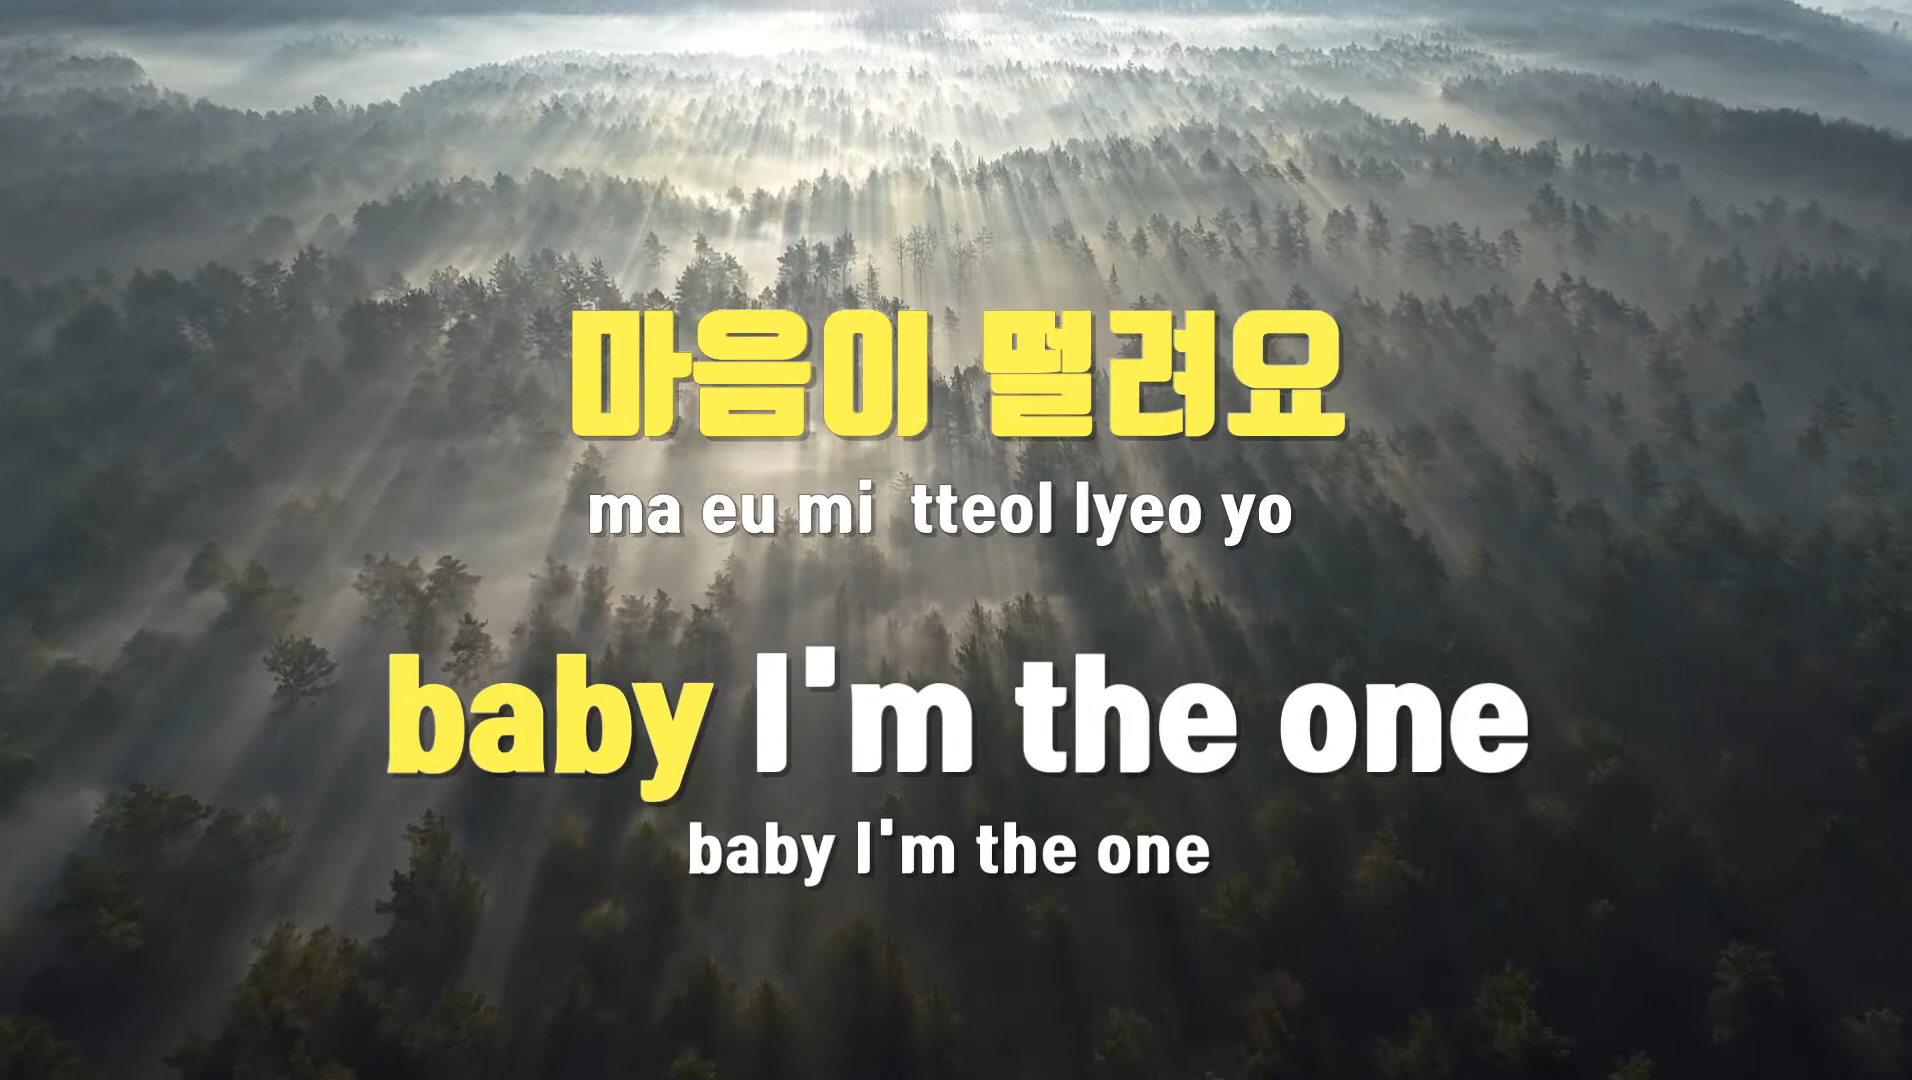 마음이 떨려요
ma eu mi tteol lyeo yo
baby I'm the one
baby I'm the one